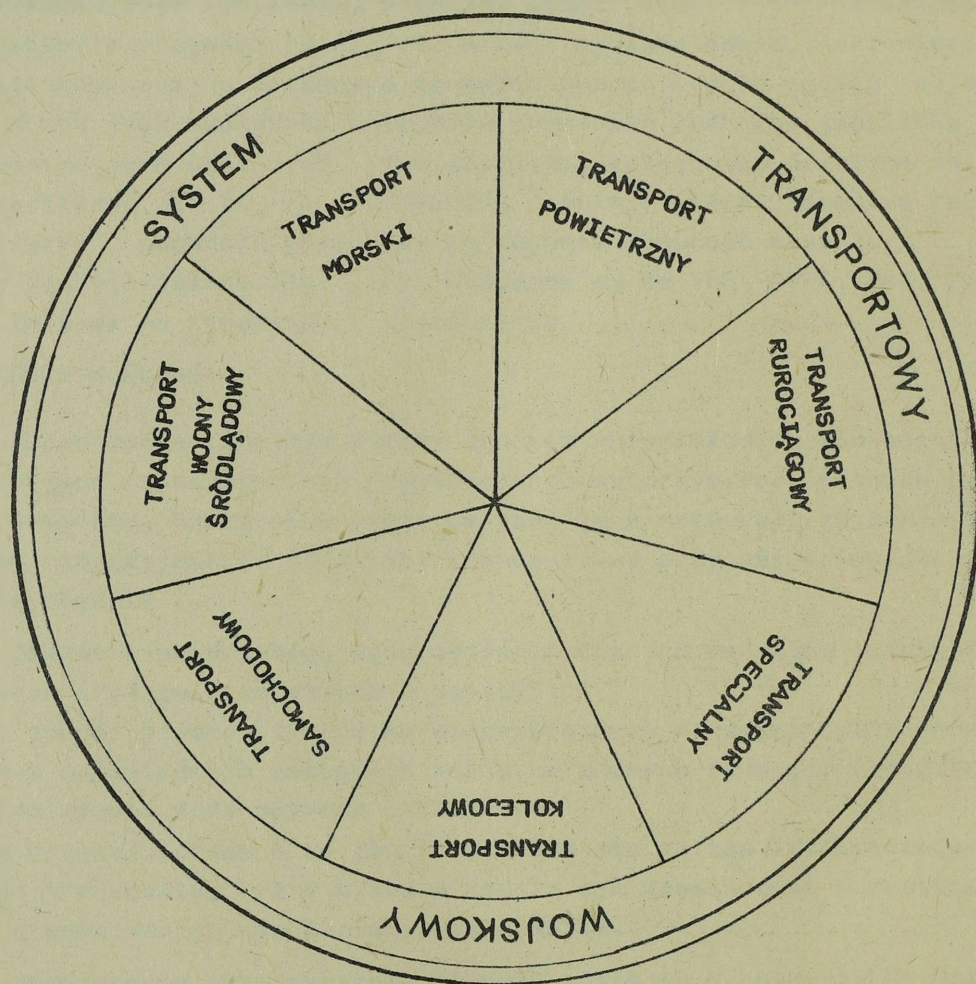 SYSTEM
TRANSPORTOWY
WOJSKOWY
TRANSPORT
MORSKI
TRANSPORT
POWIETRZNY
TRANSPORT
RUROCIĄGOWY
TRANSPORT
SPECJALNY
TRANSPORT
KOLEJOWY
TRANSPORT
SAMOCHODOWY
TRANSPORT
WODNY
ŚRÓDLĄDOWY